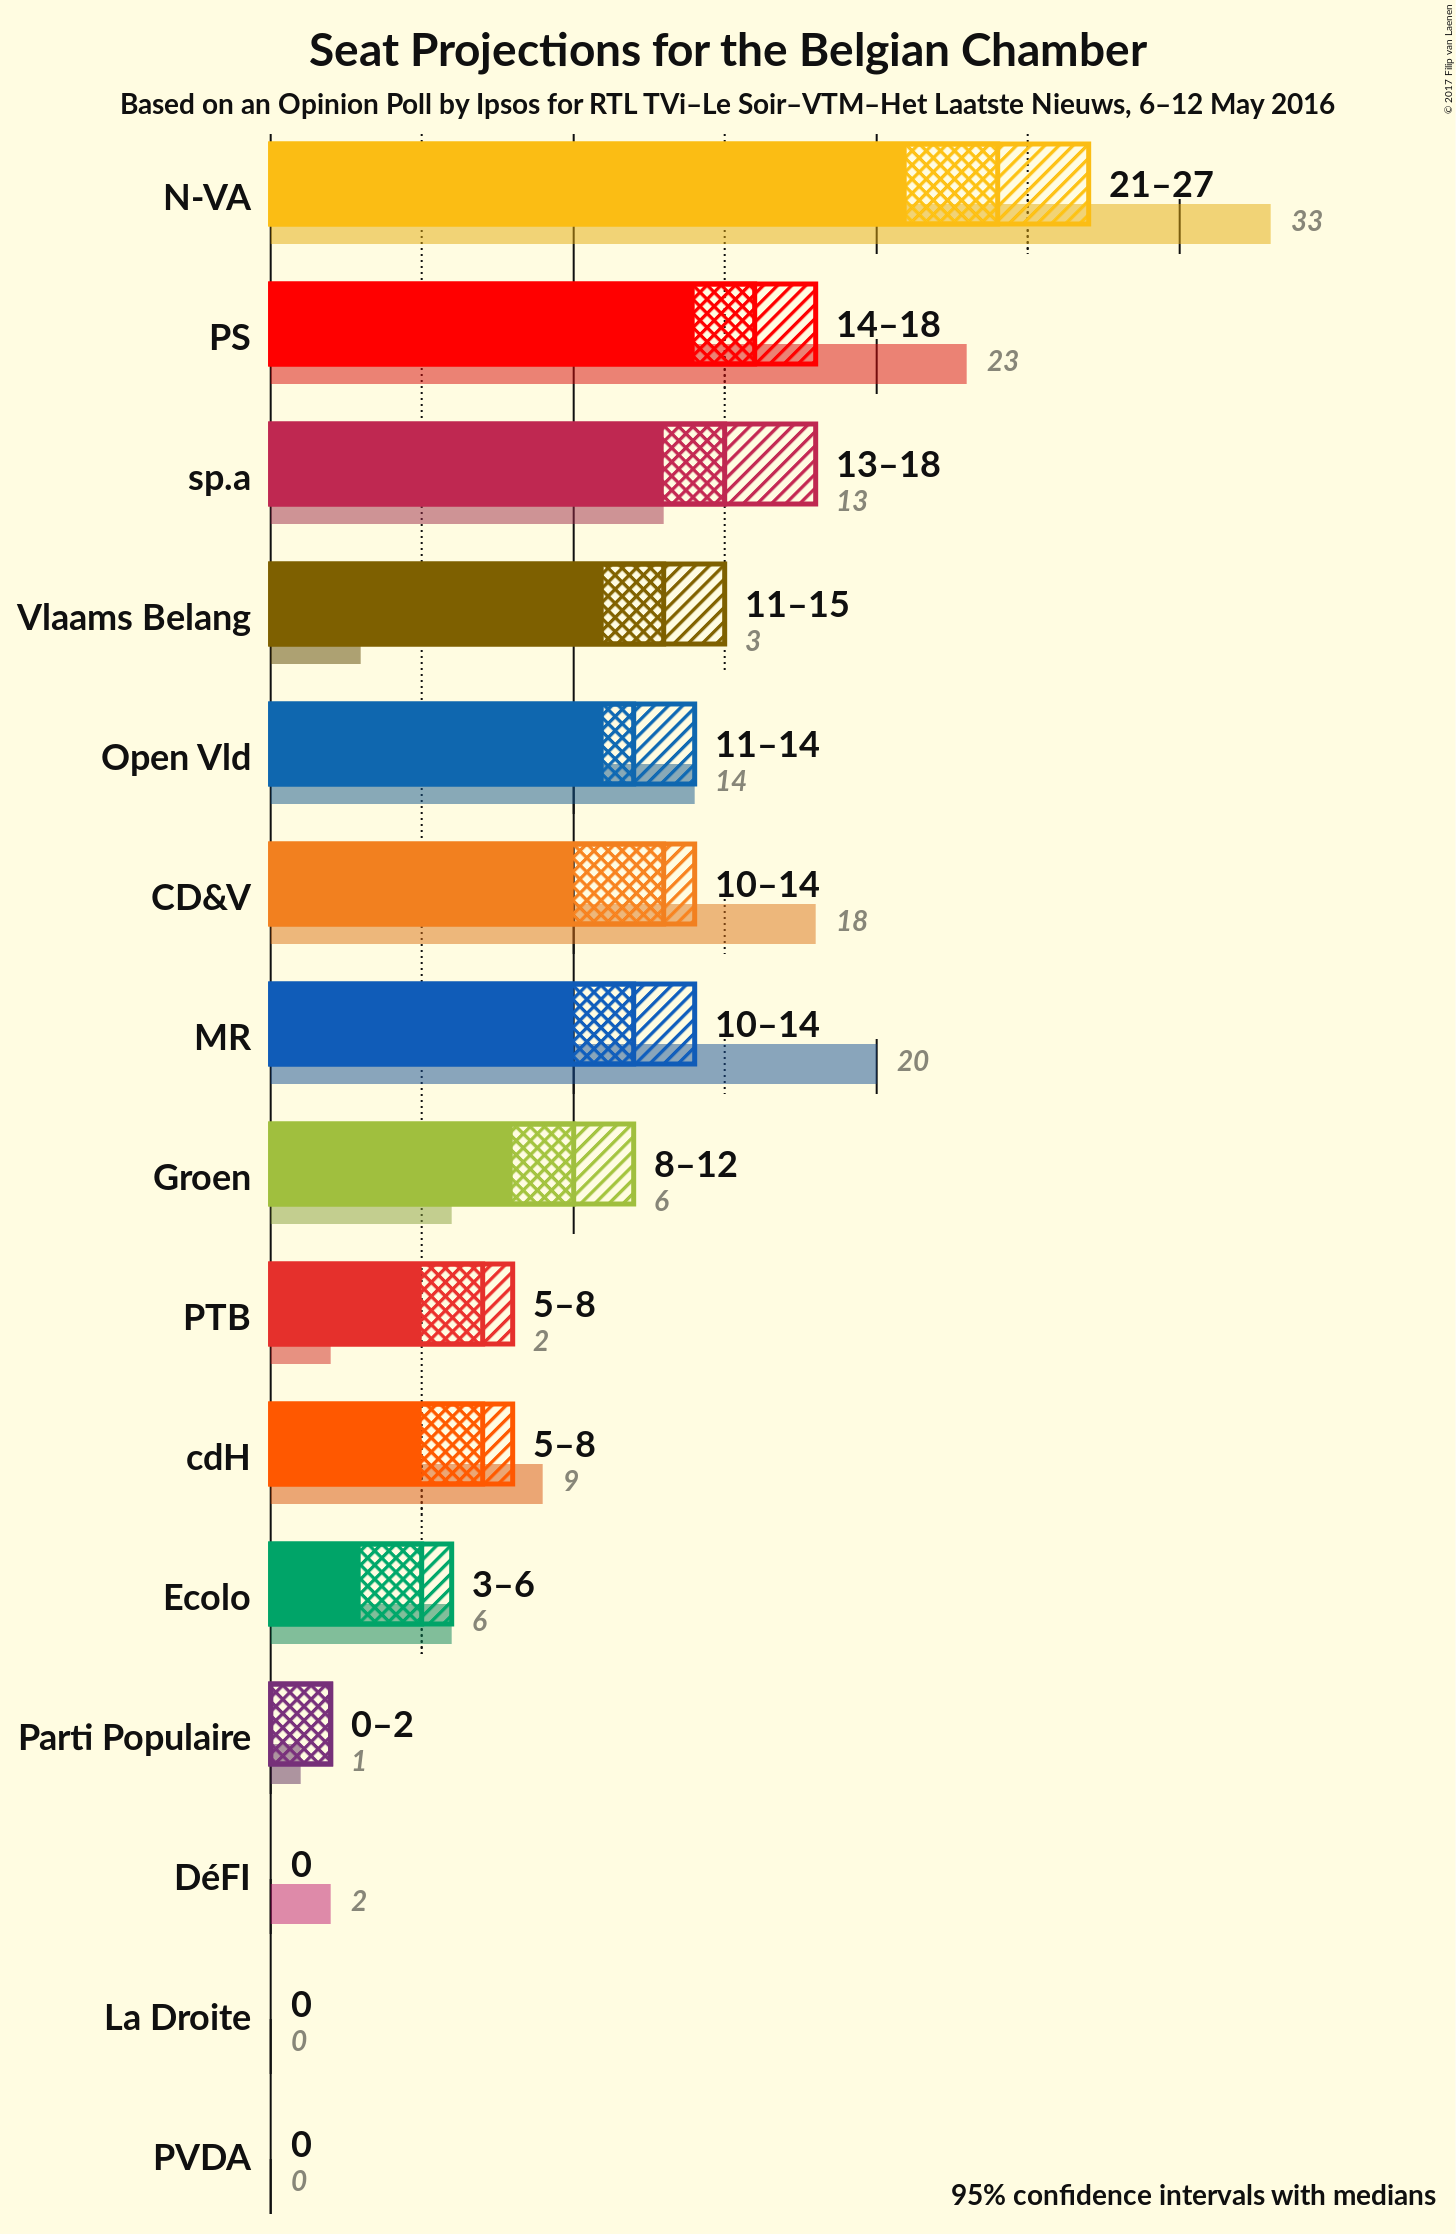 Seat Projections for the Belgian Chamber
Based on an Opinion Poll by Ipsos for RTL TVi–Le Soir–VTM–Het Laatste Nieuws, 6–12 May 2016
© 2017 Filip van Laenen
N-VA
21–27
33
PS
14–18
23
sp.a
13–18
13
Vlaams Belang
11–15
3
Open Vld
11–14
14
CD&V
10–14
18
MR
10–14
20
Groen
8–12
6
PTB
5–8
2
cdH
5–8
9
Ecolo
3–6
6
Parti Populaire
0–2
1
DéFI
0
2
La Droite
0
0
PVDA
0
0
95% confidence intervals with medians